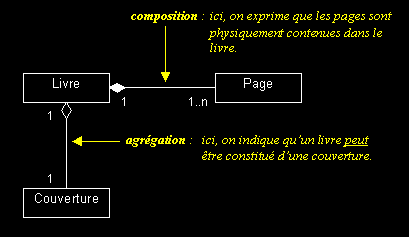 composition : ici, on exprime que les pages sont
physiquement contenues dans le
livre.
Livre
Page
1
1..n
1
agrégation : ici, on indique qu'un livre peut
être constitué d'une couverture.
1
Couverture